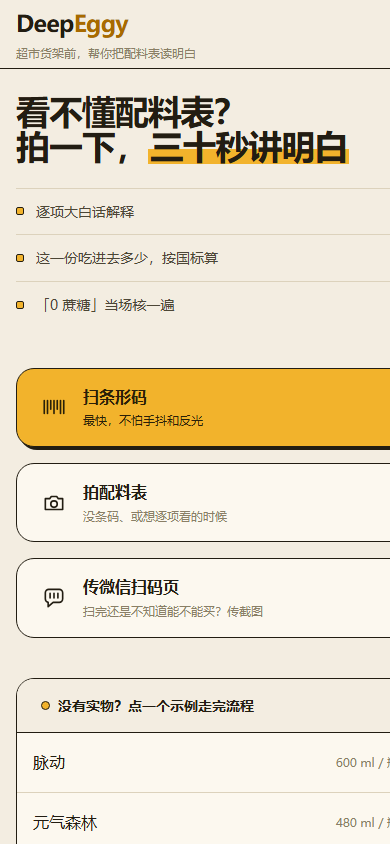 DeepEggy
超市货架前，帮你把配料表读明白
看不懂配料表？
拍一下，三十秒讲明白
逐项大白话解释
这一份吃进去多少，按国标算
「0 蔗糖」当场核一遍
扫条形码
最快，不怕手抖和反光
拍配料表
没条码、或想逐项看的时候
传微信扫码页
扫完还是不知道能不能买？传截图
没有实物？点一个示例走完流程
脉动
600 ml /
元气森林
480 ml /